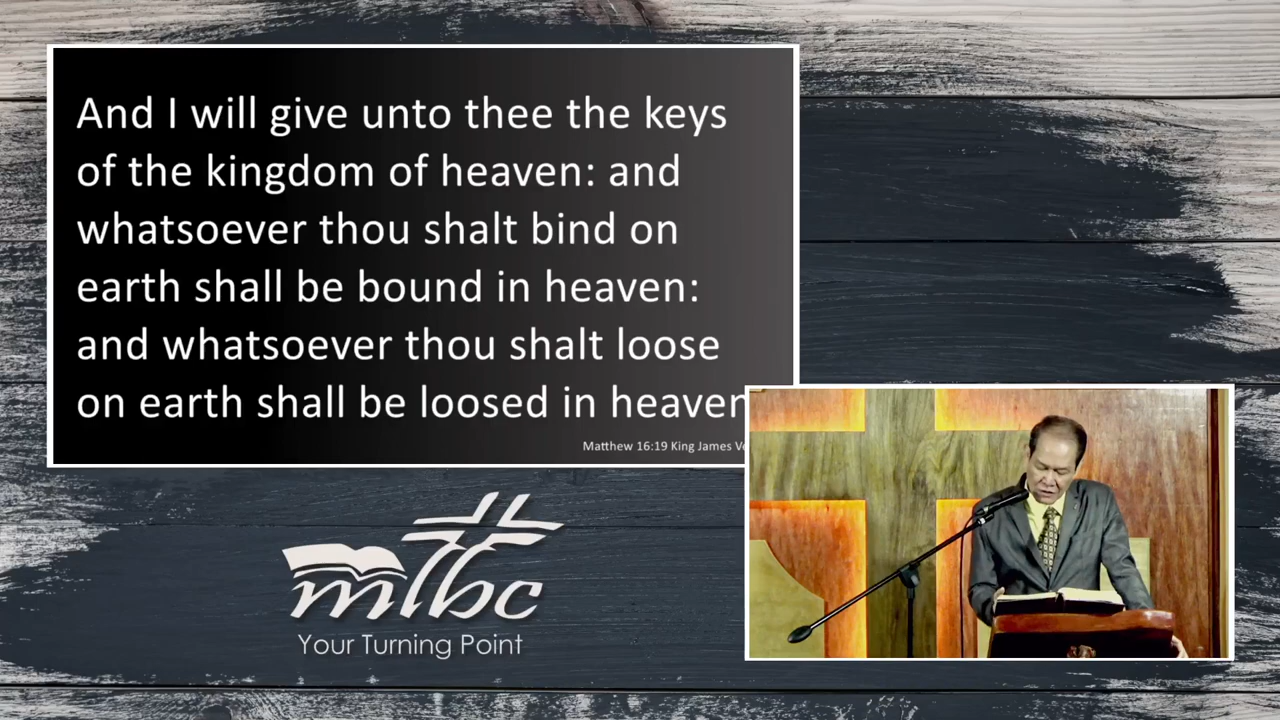 And I will give unto thee the keys
of the kingdom of heaven: and
whatsoever thou shalt bind on
earth shall be bound in heaven:
and whatsoever thou shalt loose
on earth shall be loosed in heaven
Matthew 16:19 King James
mlbc
Your Turning Point